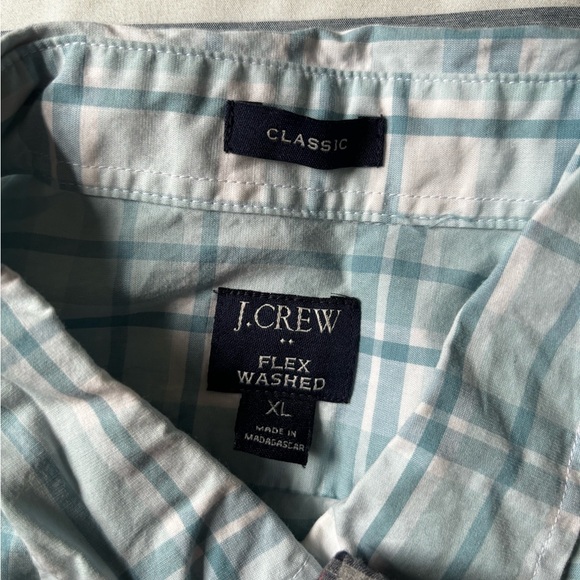 CLASSIC
J.CREW
FLEX
WASHED
XL
MADE IN
MADAGASCAR